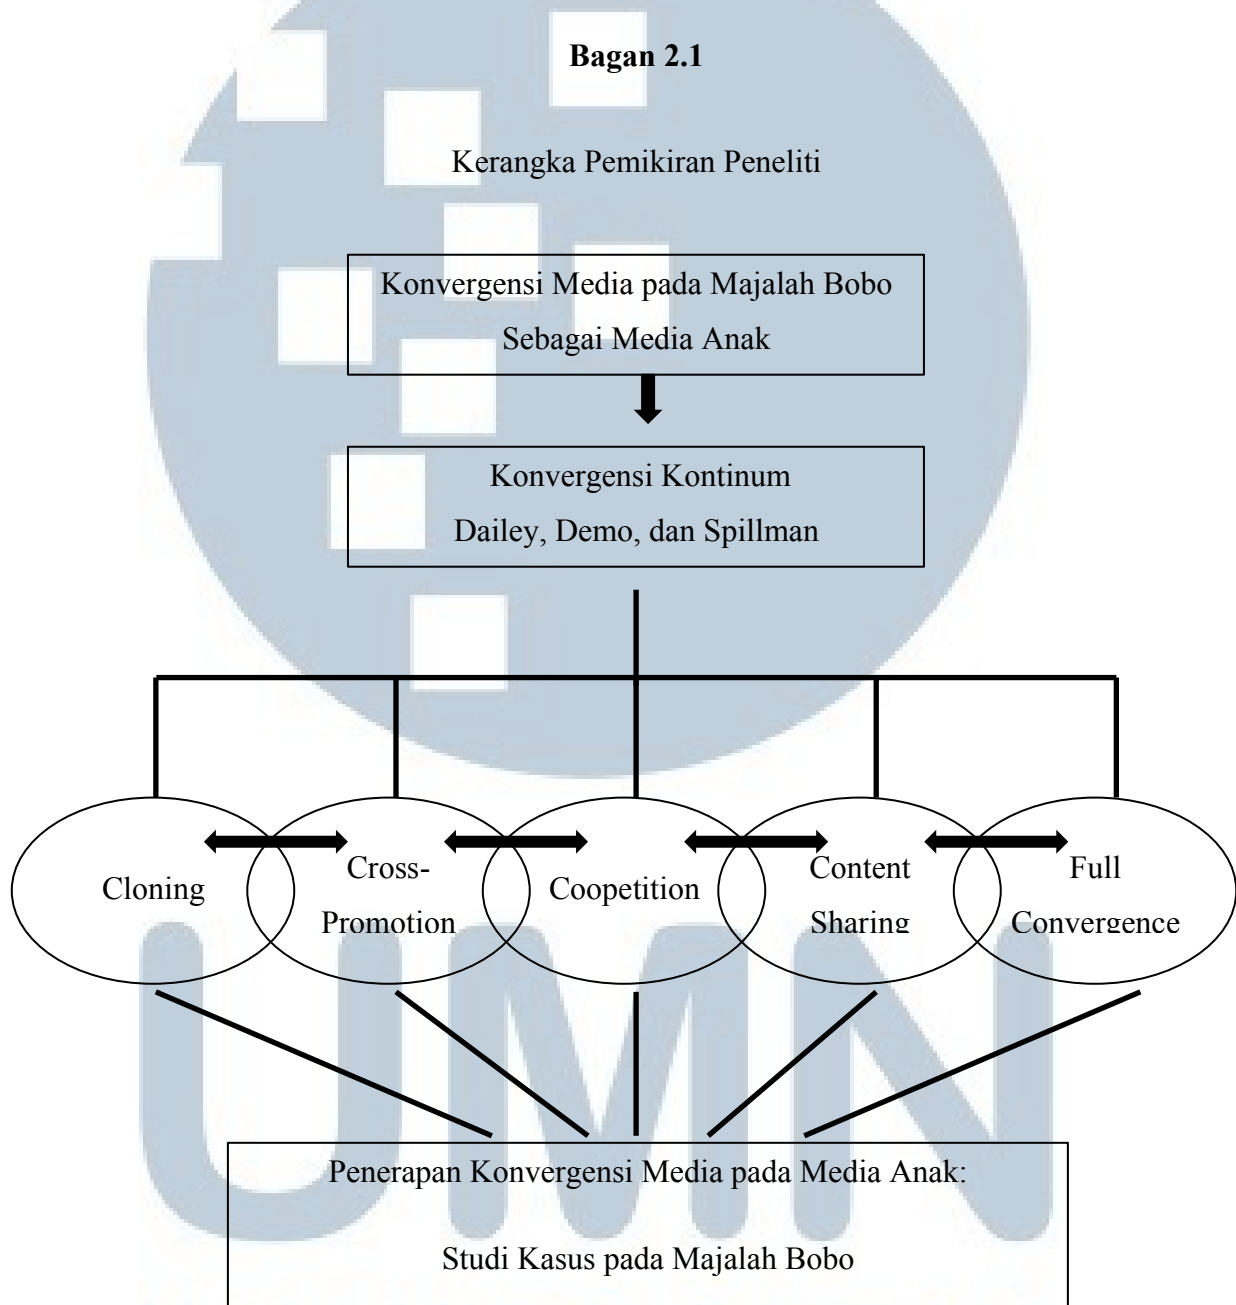 Bagan 2.1
Kerangka Pemikiran Peneliti
Konvergensi Media pada Majalah Bobo
Sebagai Media Anak
Konvergensi Kontinum
Dailey, Demo, dan Spillman
Cloning
Cross-
Promotion
Coopetition
Content
Sharing
Full
Convergence
Penerapan Konvergensi Media pada Media Anak:
Studi Kasus pada Majalah Bobo
UMN